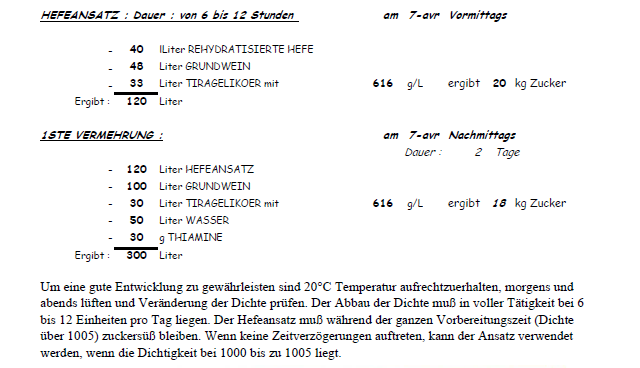 HEFEANSATZ : Dauer : von 6 bis 12 Stunden am 7-avr Vormittags
- 40 lLiter REHYDRATISIERTE HEFE
- 48 Liter GRUNDWEIN
- 33 Liter TIRAGELIKOER mit 616 g/L ergibt 20 kg Zucker
Ergibt : 120 Liter
1STE VERMEHRUNG : am 7-avr Nachmittags
Dauer : 2 Tage
- 120 Liter HEFEANSATZ
- 100 Liter GRUNDWEIN
- 30 Liter TIRAGELIKOER mit 616 g/L ergibt 18 kg Zucker
- 50 Liter WASSER
- 30 g THIAMINE
Ergibt : 300 Liter
Um eine gute Entwicklung zu gewährleisten sind 20°C Temperatur aufrechtzuerhalten, morgens und
abends lüften und Veränderung der Dichte prüfen. Der Abbau der Dichte muß in voller Tätigkeit bei 6
bis 12 Einheiten pro Tag liegen. Der Hefeansatz muß während der ganzen Vorbereitungszeit (Dichte
über 1005) zuckersüß bleiben. Wenn keine Zeitverzögerungen auftreten, kann der Ansatz verwendet
werden, wenn die Dichtigkeit bei 1000 bis zu 1005 liegt.